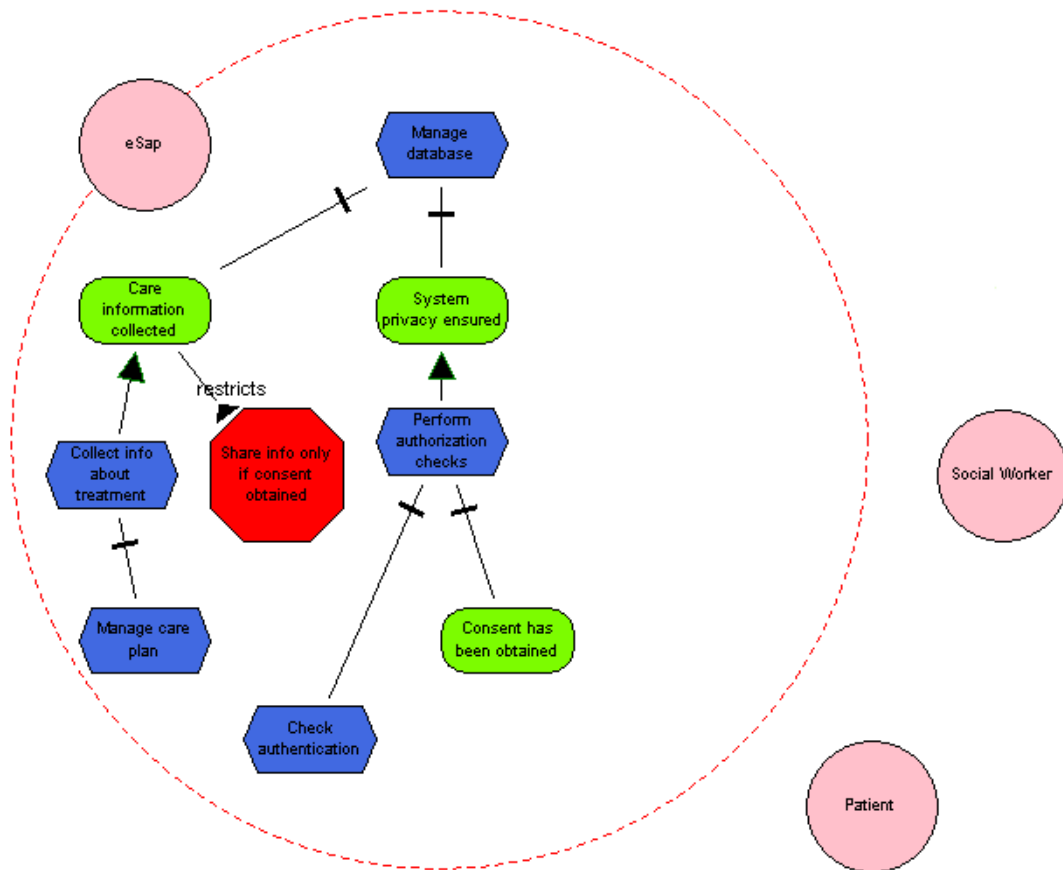 eSap
Manage
database
Care
information
collected
System
privacy ensured
restricts
Collect info
about
treatment
Share info only
if consent
obtained
Perform
authorization
checks
Social Worker
Manage care
plan
Consent has
been obtained
Check
authentication
Patient